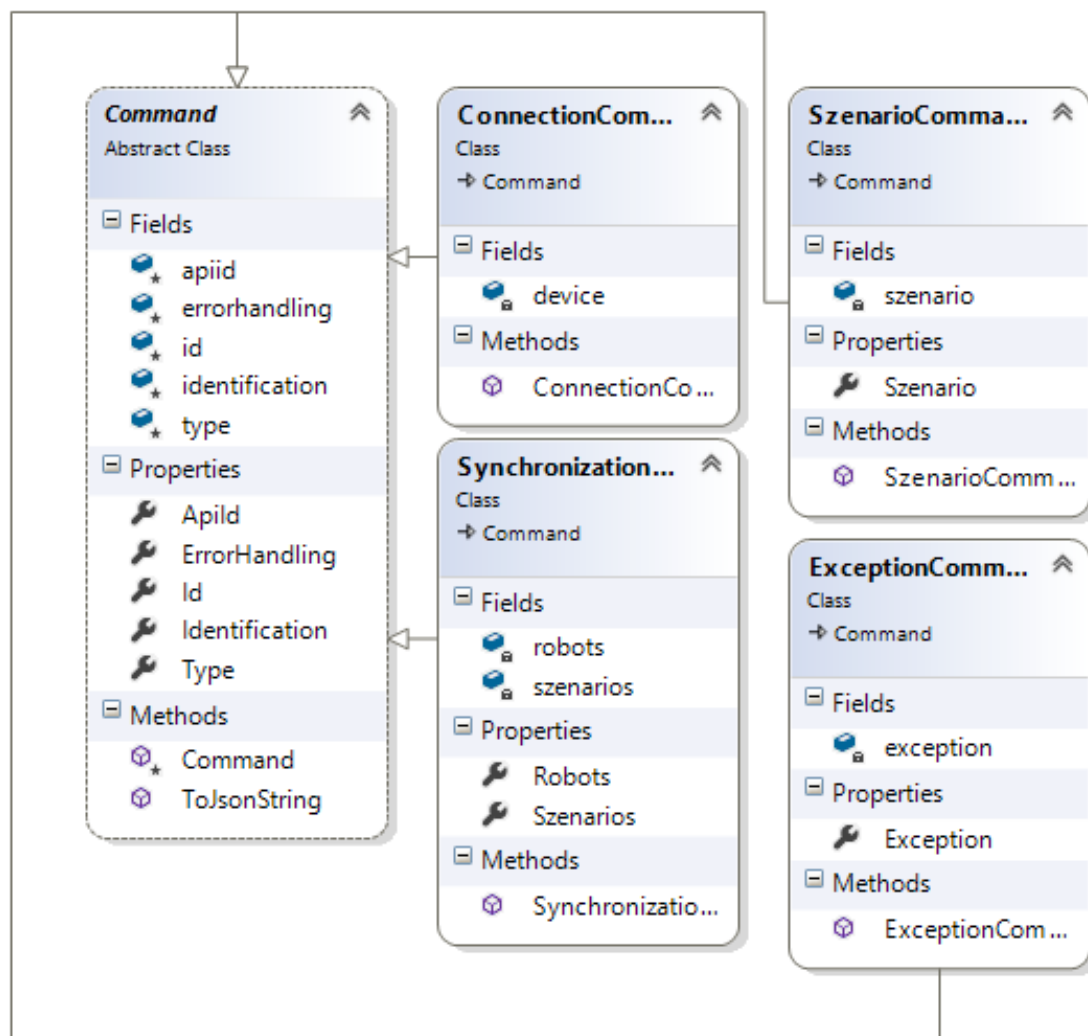 Command
Abstract Class
Fields
apiid
errorhandling
id
identification
type
Properties
ApiId
ErrorHandling
Id
Identification
Type
Methods
Command
ToJsonString
ConnectionCom...
Class
Command
Fields
device
Methods
ConnectionCo ...
Synchronization...
Class
Command
Fields
robots
szenarios
Properties
Robots
Szenarios
Methods
Synchronizatio...
SzenarioComma...
Class
Command
Fields
szenario
Properties
Szenario
Methods
SzenarioComm ...
ExceptionComm...
Class
Command
Fields
exception
Properties
Exception
Methods
ExceptionCom ...